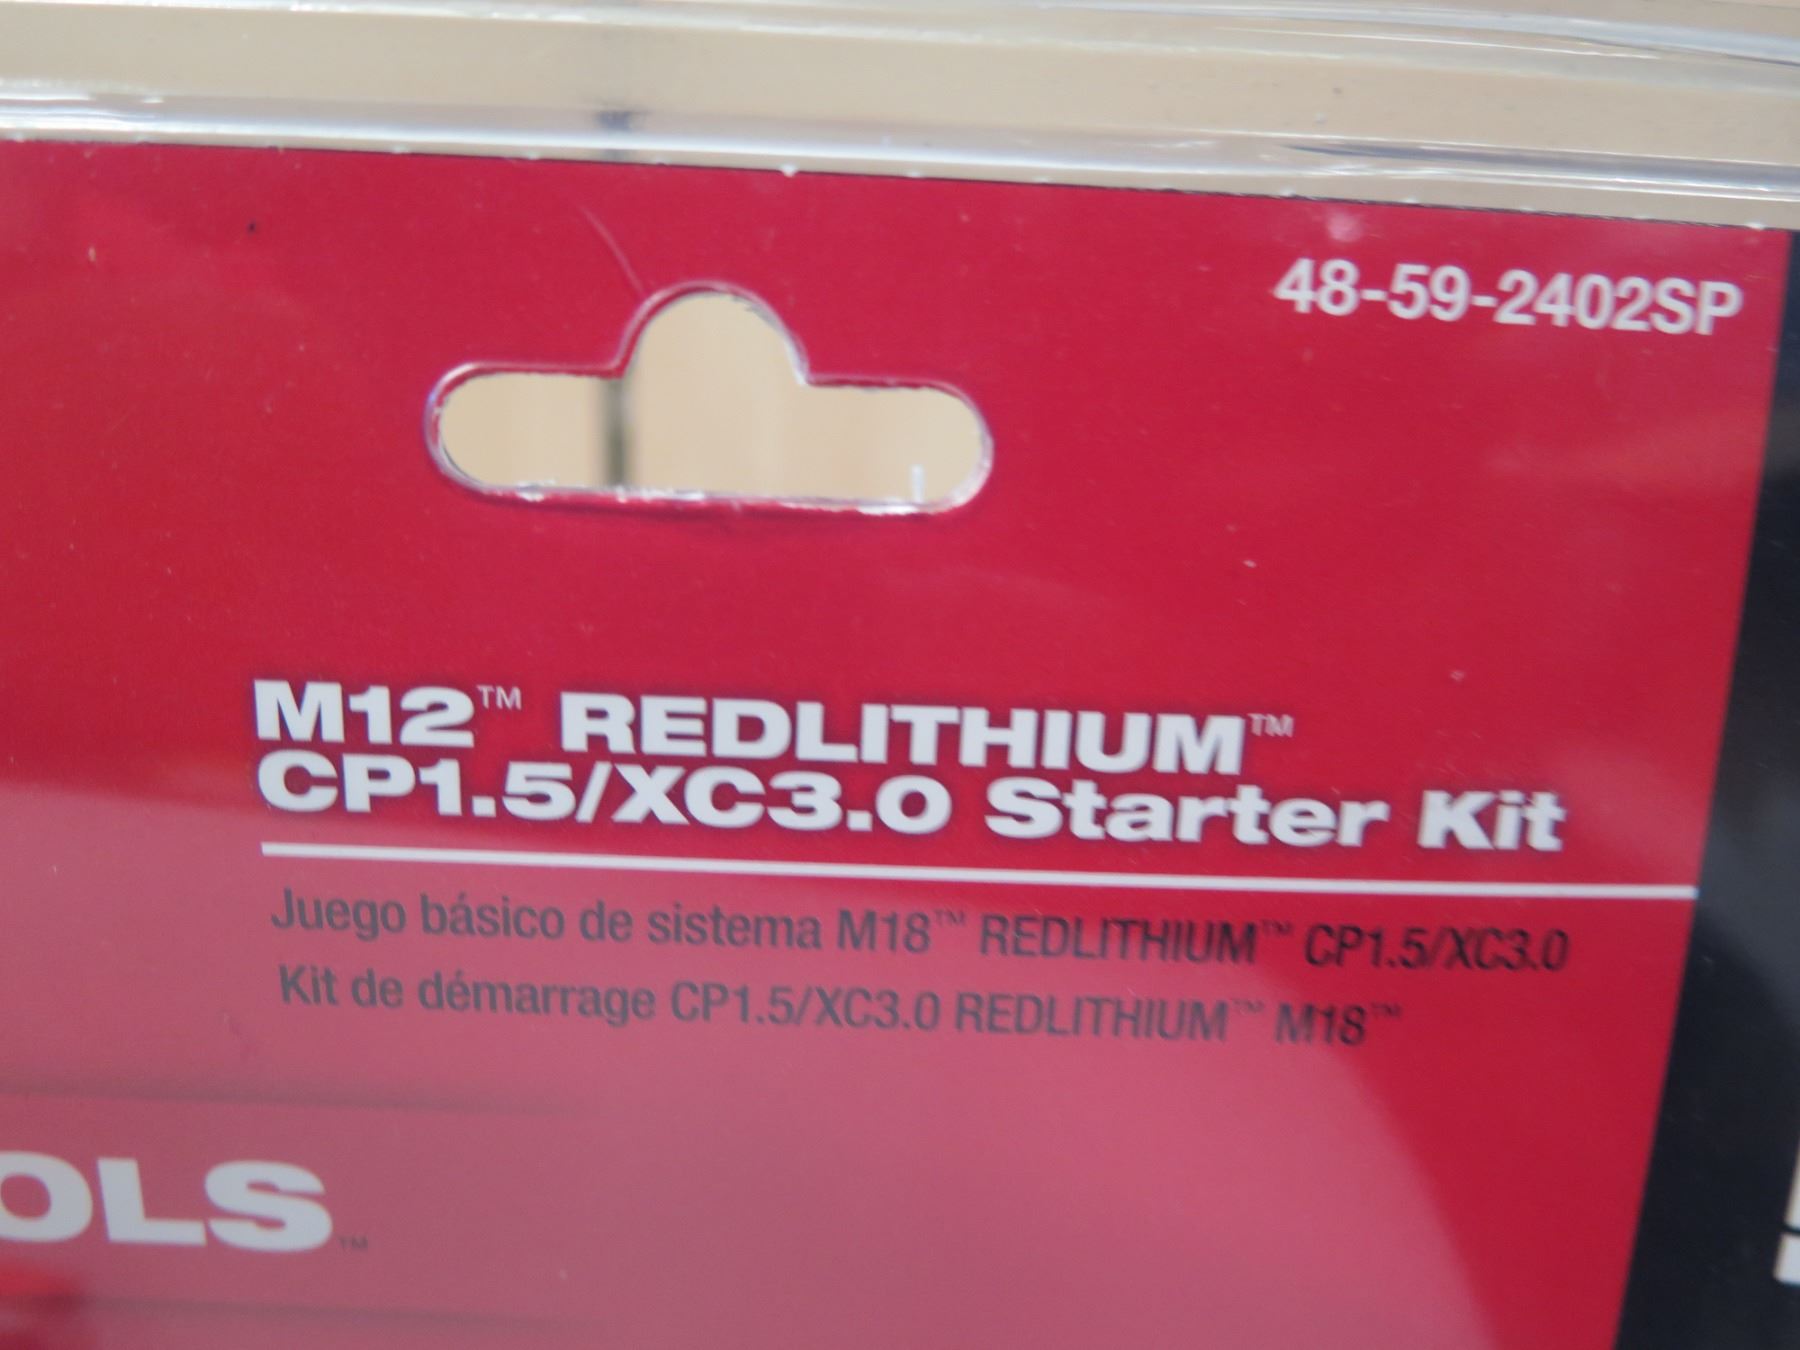 48-59-2402SP
M12™ REDLITHIUM™
CP1.5/XC3.0 Starter Kit
Juego básico de sistema M18™ REDLITHIUM™ CP1.5/XC3.0
Kit de démarrage CP1.5/XC3.0 REDLITHIUM™ M18™
OLS™